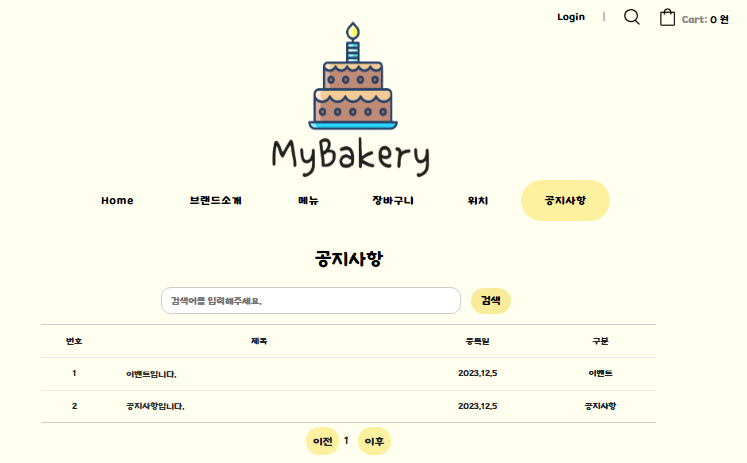 Login | Cart: 0 원
MyBakery
Home 브랜드소개 메뉴 장바구니 위치 공지사항
공지사항
검색어를 입력해주세요. 검색
번호 제목 등록일 구분
1 이벤트입니다. 2023.12.5 이벤트
2 공지사항입니다. 2023.12.5 공지사항
이전 1 이후